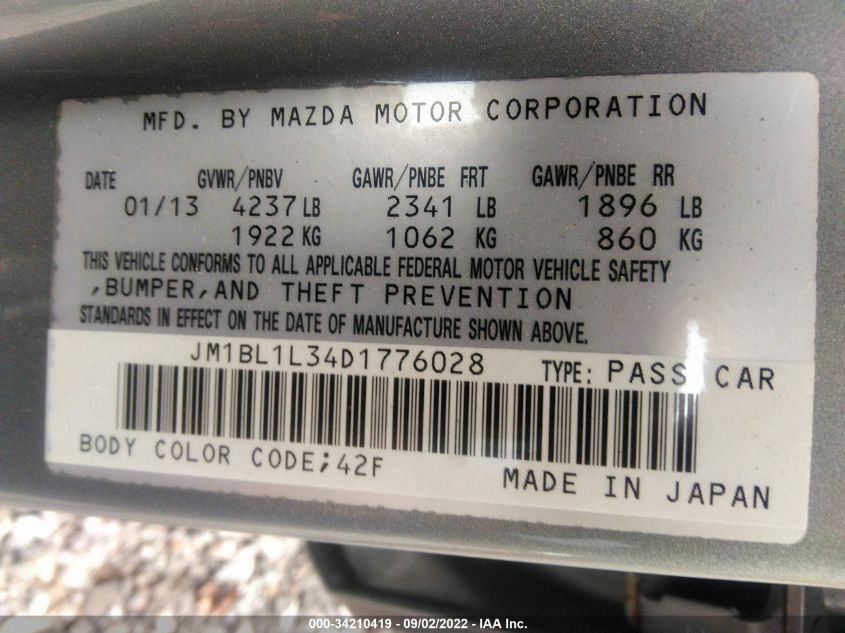 MFD. BY MAZDA MOTOR CORPORATION
DATE GVWR/PNBV GAWR/PNBE FRT GAWR/PNBE RR
01/13 4237 LB 2341 LB 1896 LB
1922 KG 1062 KG 860 KG
THIS VEHICLE CONFORMS TO ALL APPLICABLE FEDERAL MOTOR VEHICLE SAFETY
,BUMPER,AND THEFT PREVENTION
STANDARDS IN EFFECT ON THE DATE OF MANUFACTURE SHOWN ABOVE.
JM1BL1L34D1776028 TYPE: PASS CAR
BODY COLOR CODE;42F MADE IN JAPAN
000-34210419 - 09/02/2022 - IAA Inc.